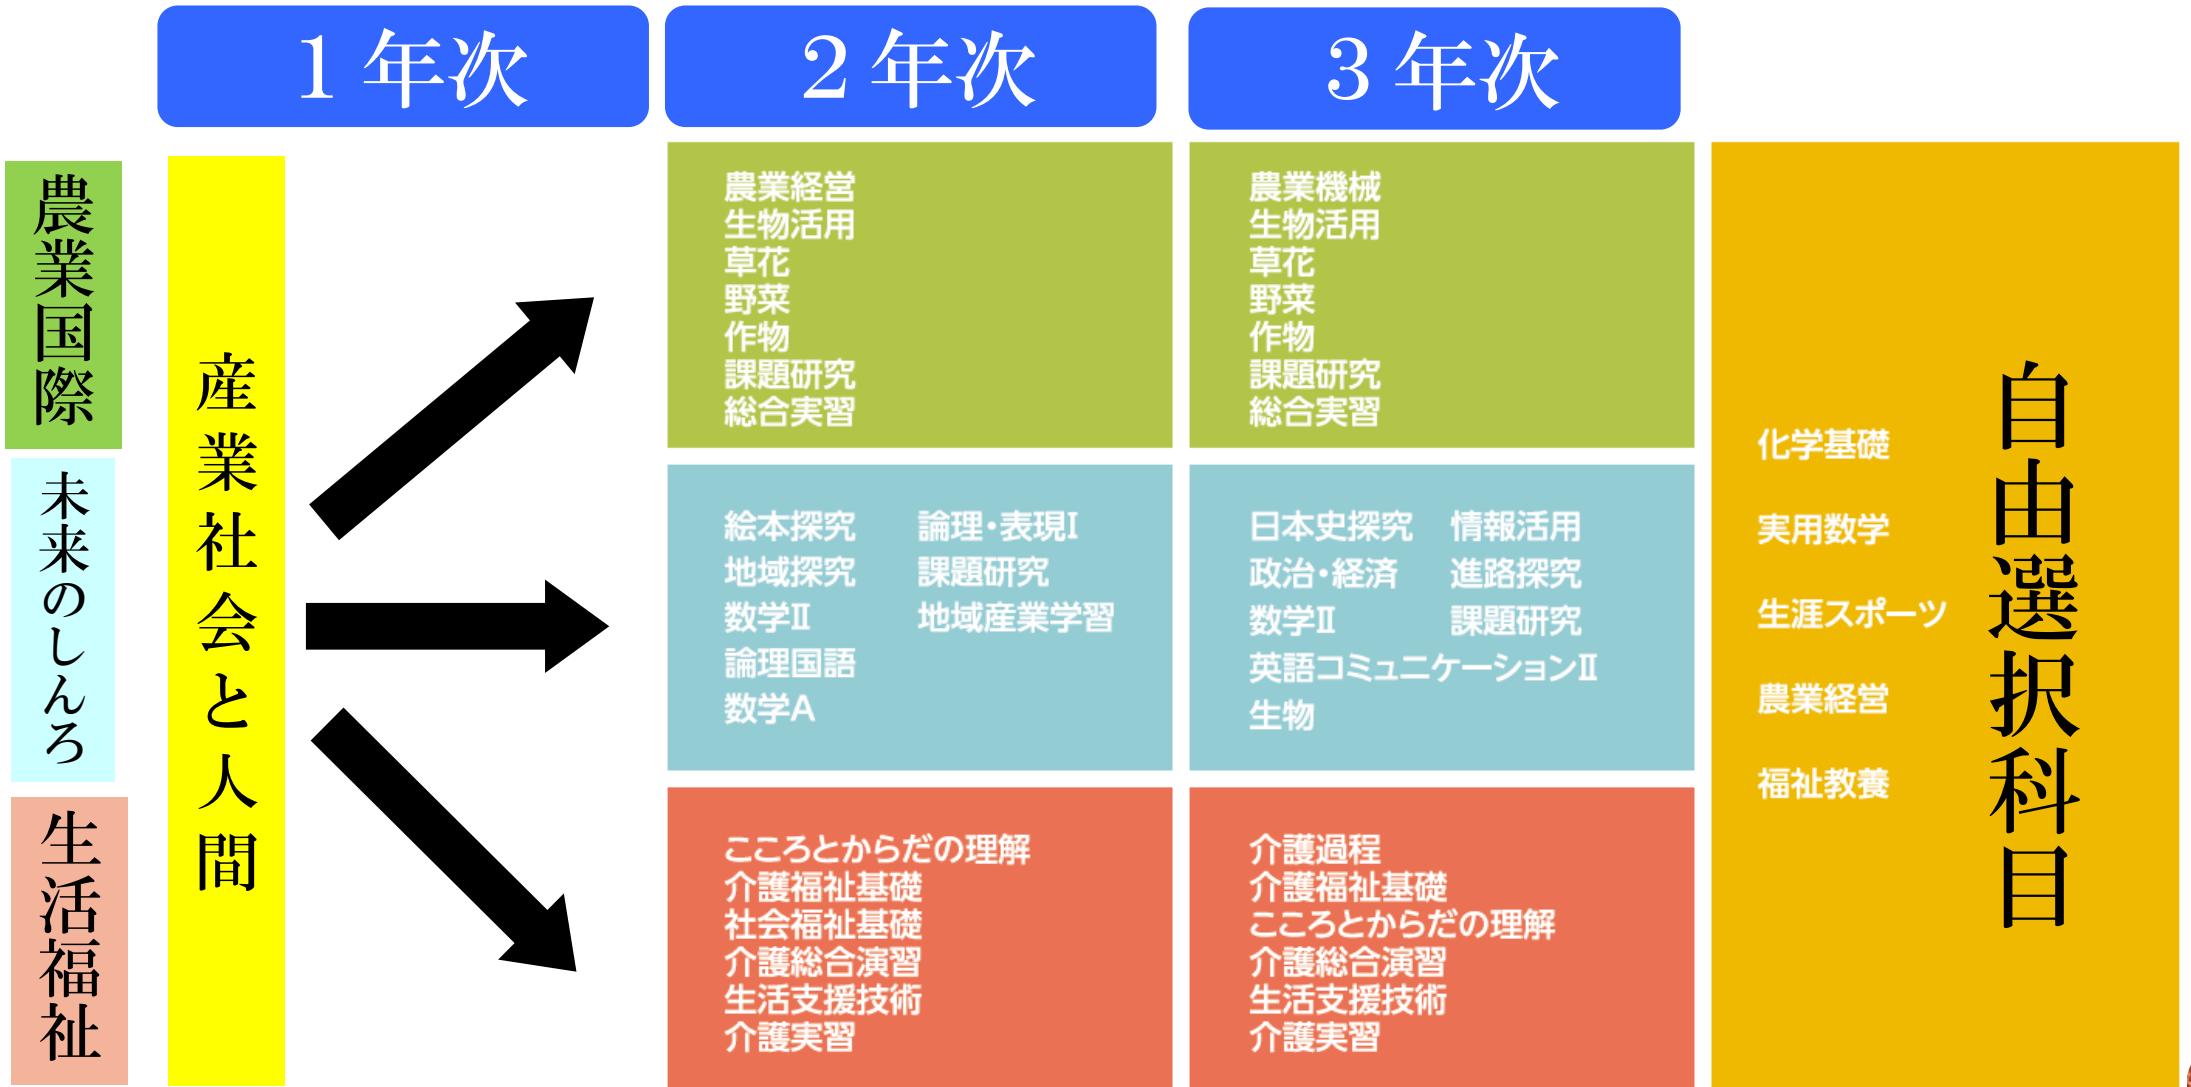 1年次
2年次
3年次
農業国際
未来のしんろ
生活福祉
産業社会と人間
農業経営
生物活用
草花
野菜
作物
課題研究
総合実習
農業機械
生物活用
草花
野菜
作物
課題研究
総合実習
絵本探究
地域探究
数学Ⅱ
論理国語
数学A
論理・表現Ⅰ
課題研究
地域産業学習
日本史探究
政治・経済
数学Ⅱ
英語コミュニケーションⅡ
生物
情報活用
進路探究
課題研究
こころとからだの理解
介護福祉基礎
社会福祉基礎
介護総合演習
生活支援技術
介護実習
介護過程
介護福祉基礎
こころとからだの理解
介護総合演習
生活支援技術
介護実習
化学基礎
実用数学
生涯スポーツ
農業経営
福祉教養
自由選択科目